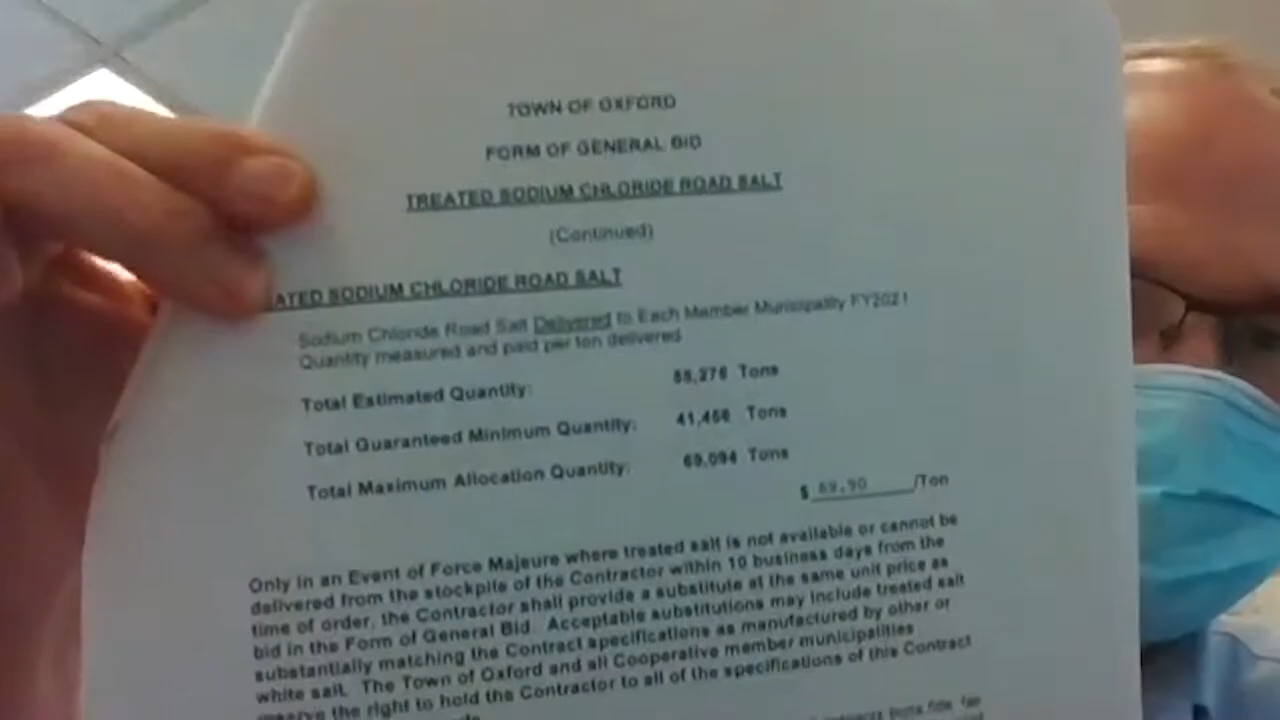 TOWN OF OXFORD
FORM OF GENERAL BID
TREATED SODIUM CHLORIDE ROAD SALT
(Continued)
ATED SODIUM CHLORIDE ROAD SALT
Sodium Chloride Road Salt Delivered to Each Member Municipality FY2021
Quantity measured and paid per ton delivered
Total Estimated Quantity: Tons
Total Guaranteed Minimum Quantity: Tons
Total Maximum Allocation Quantity: 69,094 Tons
$ /Ton
Only in an Event of Force Majeure where treated salt is not available or cannot be
delivered from the stockpile of the Contractor within 10 business days from the
time of order, the Contractor shall provide a substitute at the same unit price as
bid in the Form of General Bid. Acceptable substitutions may include treated salt
substantially matching the Contract specifications as manufactured by other or
white salt. The Town of Oxford and all Cooperative member municipalities
reserve the right to hold the Contractor to all of the specifications of this Contract